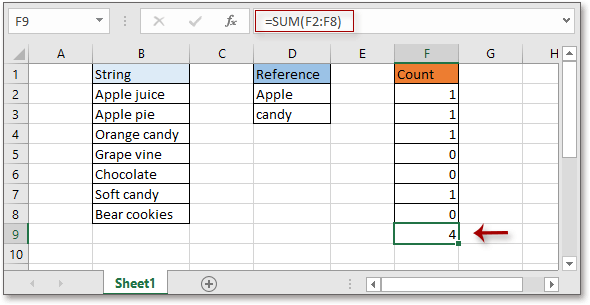 F9 fx =SUM(F2:F8)
A B C D E F G H
1 String Reference Count
2 Apple juice Apple 1
3 Apple pie candy 1
4 Orange candy 1
5 Grape vine 0
6 Chocolate 0
7 Soft candy 1
8 Bear cookies 0
9 4
10
Sheet1